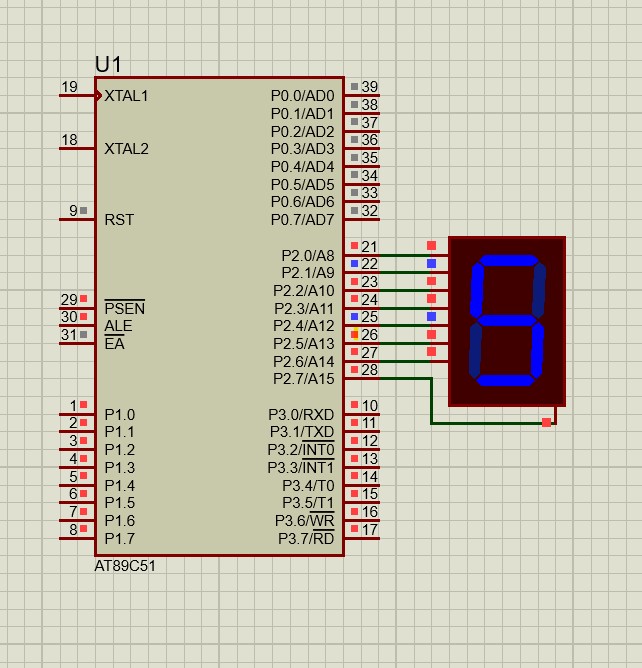 U1
19 XTAL1 P0.0/AD0 39
P0.1/AD1 38
P0.2/AD2 37
18 XTAL2 P0.3/AD3 36
P0.4/AD4 35
P0.5/AD5 34
P0.6/AD6 33
9 RST P0.7/AD7 32
P2.0/A8 21
P2.1/A9 22
P2.2/A10 23
29 PSEN P2.3/A11 24
30 ALE P2.4/A12 25
31 EA P2.5/A13 26
P2.6/A14 27
P2.7/A15 28
1 P1.0 P3.0/RXD 10
2 P1.1 P3.1/TXD 11
3 P1.2 P3.2/INT0 12
4 P1.3 P3.3/INT1 13
5 P1.4 P3.4/T0 14
6 P1.5 P3.5/T1 15
7 P1.6 P3.6/WR 16
8 P1.7 P3.7/RD 17
AT89C51
5